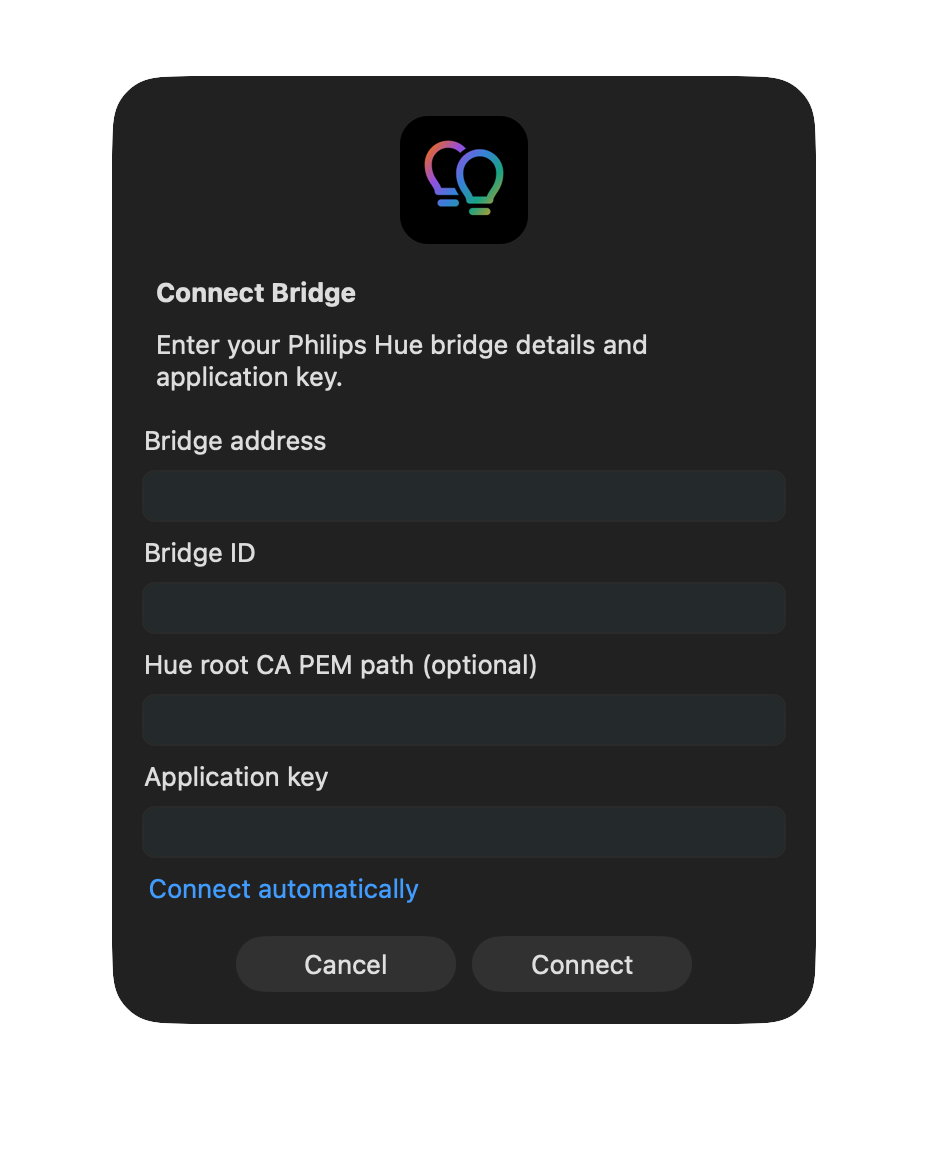 Connect Bridge
Enter your Philips Hue bridge details and
application key.
Bridge address
Bridge ID
Hue root CA PEM path (optional)
Application key
Connect automatically
Cancel
Connect